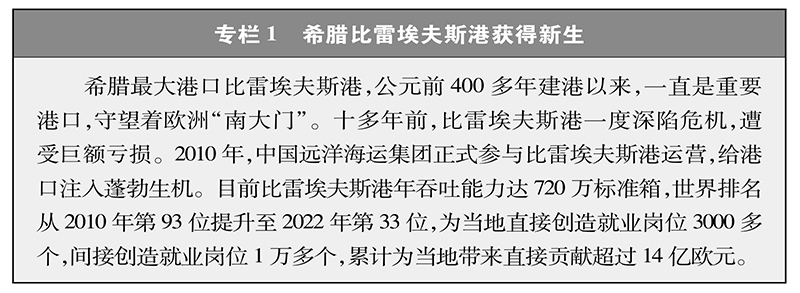 专栏1 希腊比雷埃夫斯港获得新生
希腊最大港口比雷埃夫斯港，公元前 400 多年建港以来，一直是重要
港口，守望着欧洲“南大门”。十多年前，比雷埃夫斯港一度深陷危机，遭
受巨额亏损。2010 年，中国远洋海运集团正式参与比雷埃夫斯港运营，给港
口注入蓬勃生机。目前比雷埃夫斯港年吞吐能力达 720 万标准箱，世界排名
从 2010 年第 93 位提升至 2022 年第 33 位，为当地直接创造就业岗位 3000 多
个，间接创造就业岗位 1 万多个，累计为当地带来直接贡献超过 14 亿欧元。